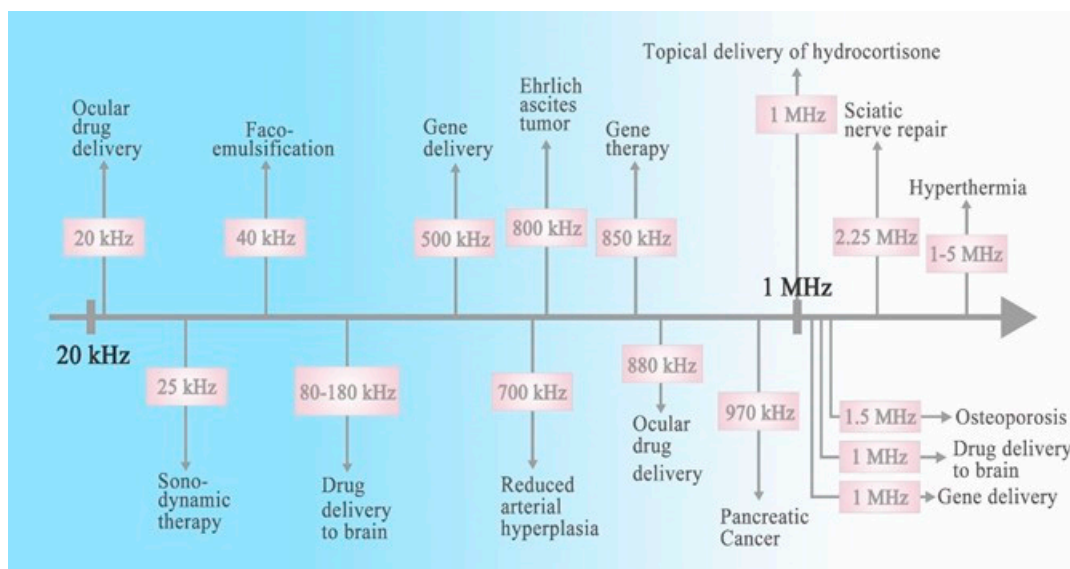 Topical delivery of hydrocortisone
1 MHz
Ocular
drug
delivery
20 kHz
Faco-
emulsification
40 kHz
Gene
delivery
500 kHz
Ehrlich
ascites
tumor
800 kHz
Gene
therapy
850 kHz
Sciatic
nerve repair
2.25 MHz
Hyperthermia
1-5 MHz
20 kHz
1 MHz
25 kHz
Sono-
dynamic
therapy
80-180 kHz
Drug
delivery
to brain
700 kHz
Reduced
arterial
hyperplasia
880 kHz
Ocular
drug
delivery
970 kHz
Pancreatic
Cancer
1.5 MHz
Osteoporosis
1 MHz
Drug delivery
to brain
1 MHz
Gene delivery